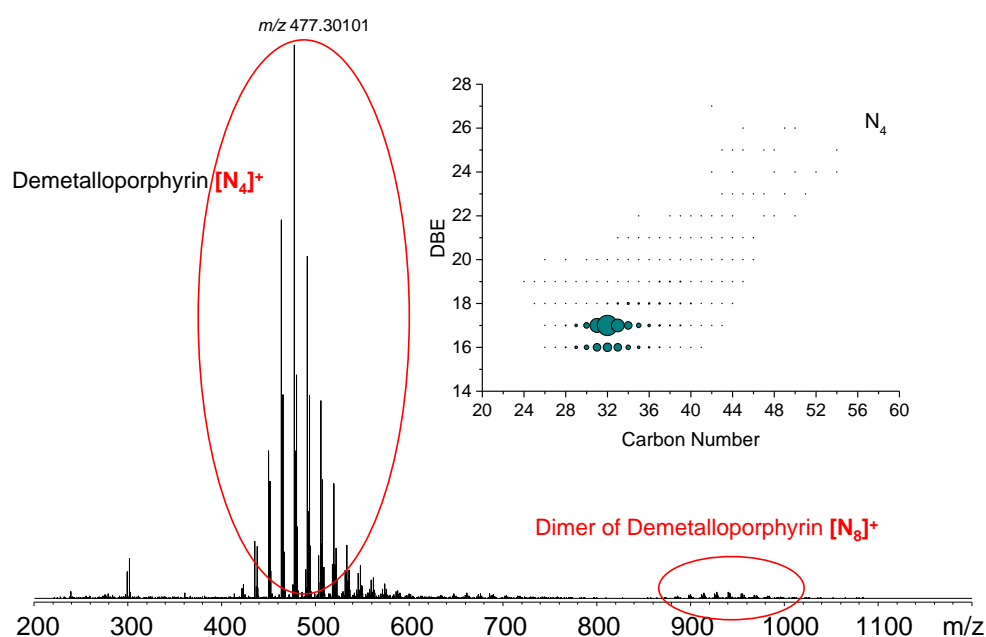 m/z 477.30101
Demetalloporphyrin [N₄]⁺
28
26
24
22
20
18
16
14
DBE
N₄
20 24 28 32 36 40 44 48 52 56 60
Carbon Number
Dimer of Demetalloporphyrin [N₈]⁺
200 300 400 500 600 700 800 900 1000 1100 m/z